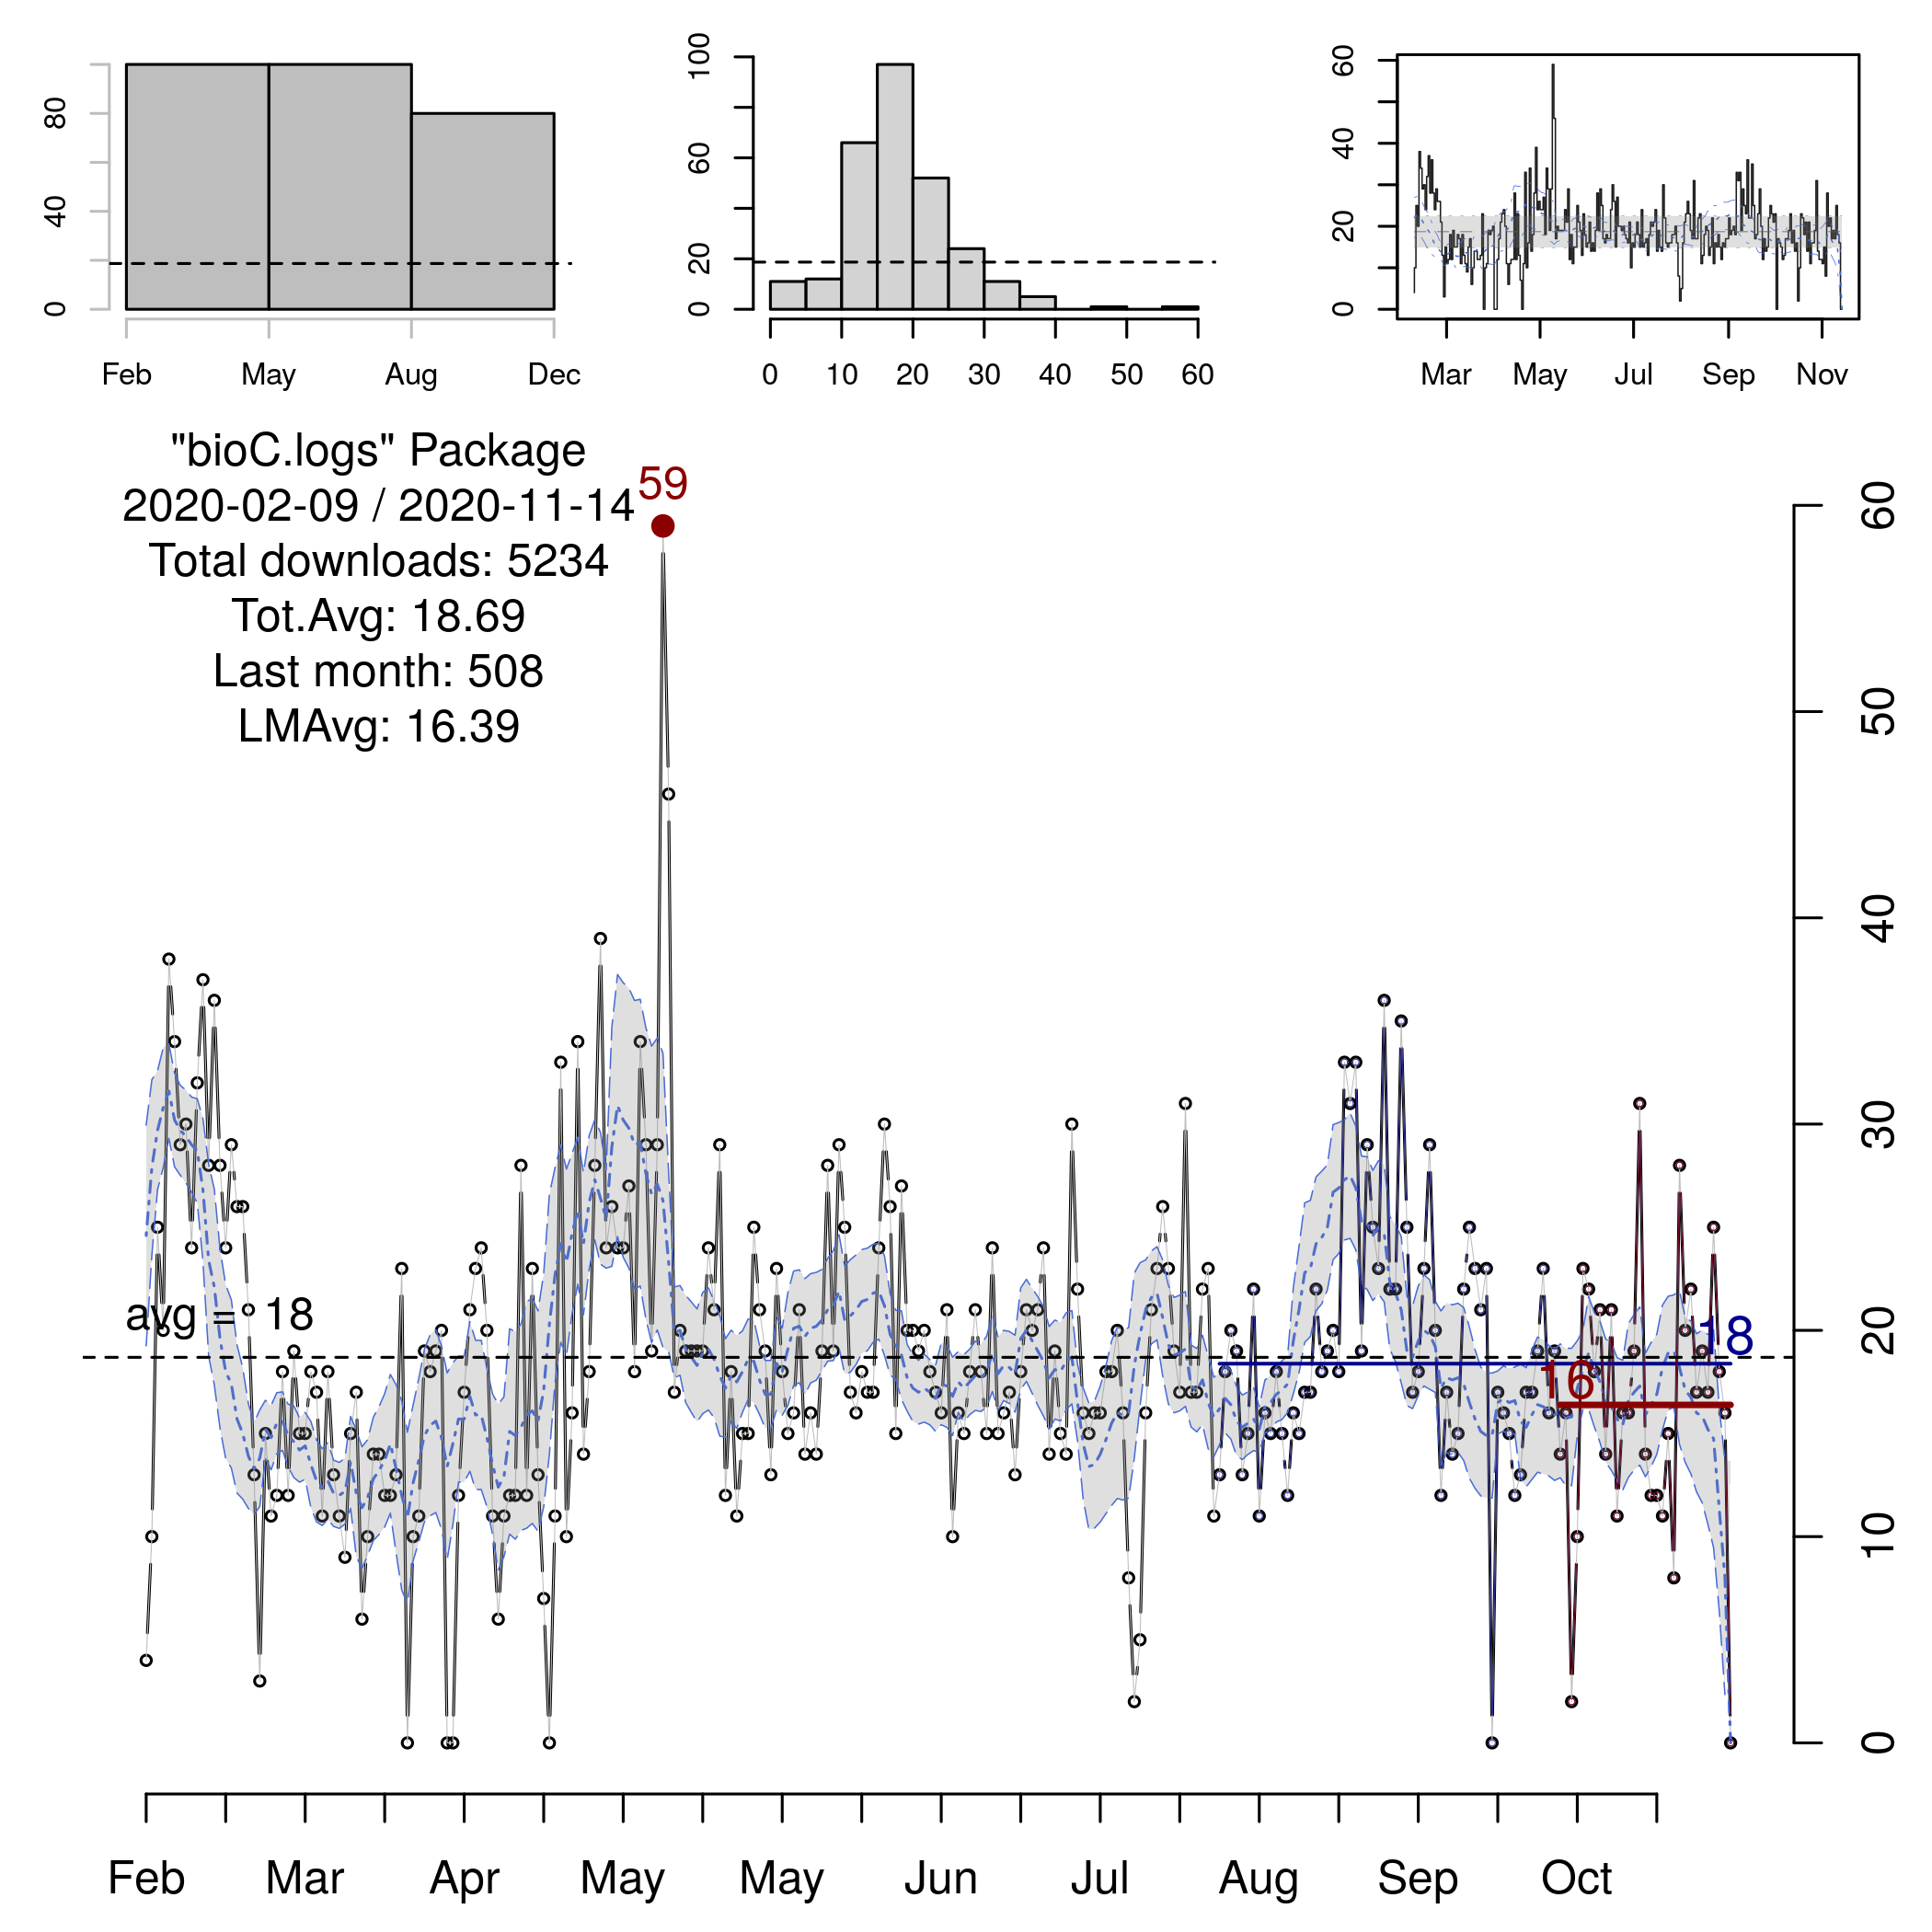 80
40
0
Feb May Aug Dec
100
60
20
0
0 10 20 30 40 50 60
60
40
20
0
Mar May Jul Sep Nov
"bioC.logs" Package
2020-02-09 / 2020-11-14
Total downloads: 5234
Tot.Avg: 18.69
Last month: 508
LMAvg: 16.39
59
avg = 18
18
16
60
50
40
30
20
10
0
Feb Mar Apr May May Jun Jul Aug Sep Oct